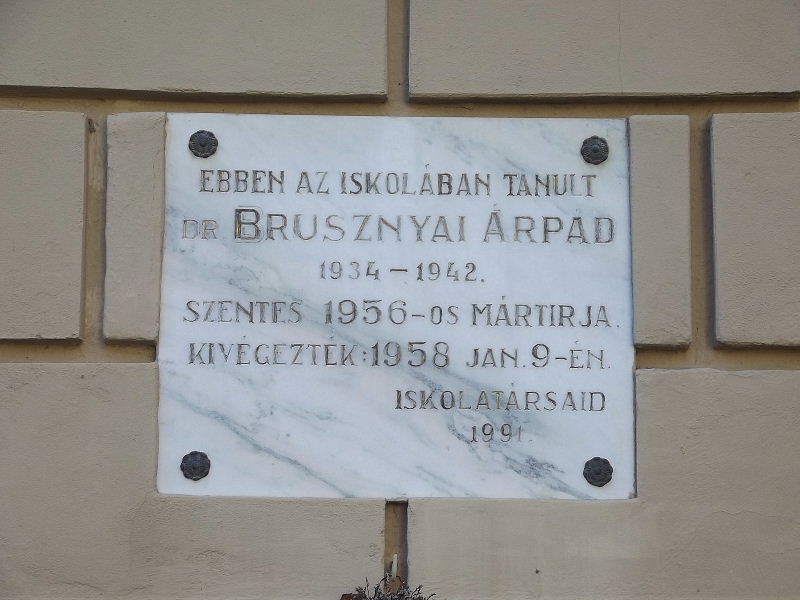 EBBEN AZ ISKOLÁBAN TANULT
DR BRUSZNYAI ÁRPÁD
1934 – 1942.
SZENTES 1956-OS MÁRTIRJA.
KIVÉGEZTÉK: 1958 JAN. 9-ÉN.
ISKOLATÁRSAID
1991.